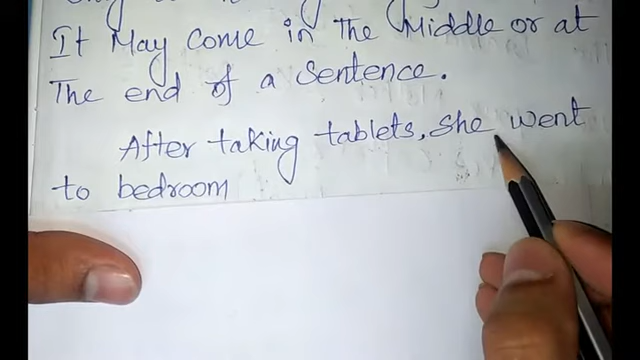 It May Come in The Middle or at
The end of a Sentence.
After taking tablets, She went
to bedroom